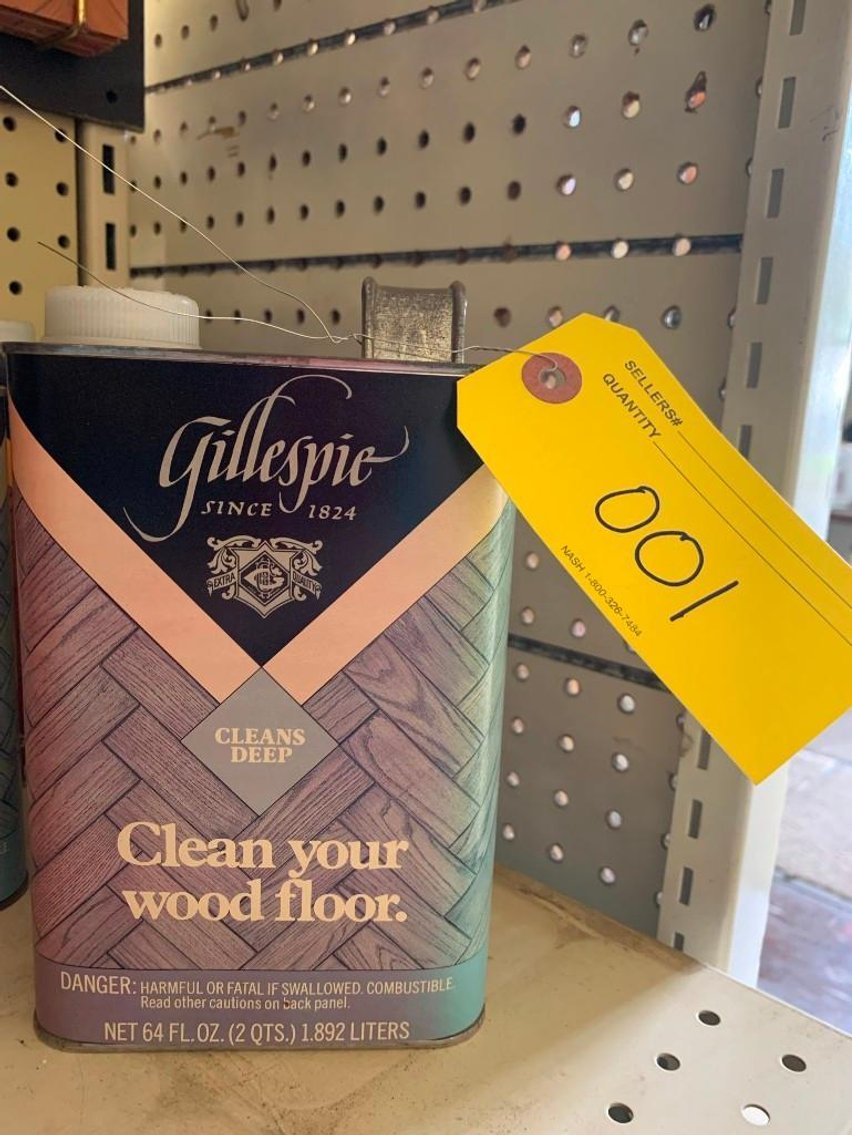 Gillespie
SINCE 1824
EXTRA QUALITY
CLEANS
DEEP
Clean your
wood floor.
DANGER: HARMFUL OR FATAL IF SWALLOWED. COMBUSTIBLE.
Read other cautions on back panel.
NET 64 FL. OZ. (2 QTS.) 1.892 LITERS
SELLERS#
QUANTITY
001
NASH 1-800-326-7484